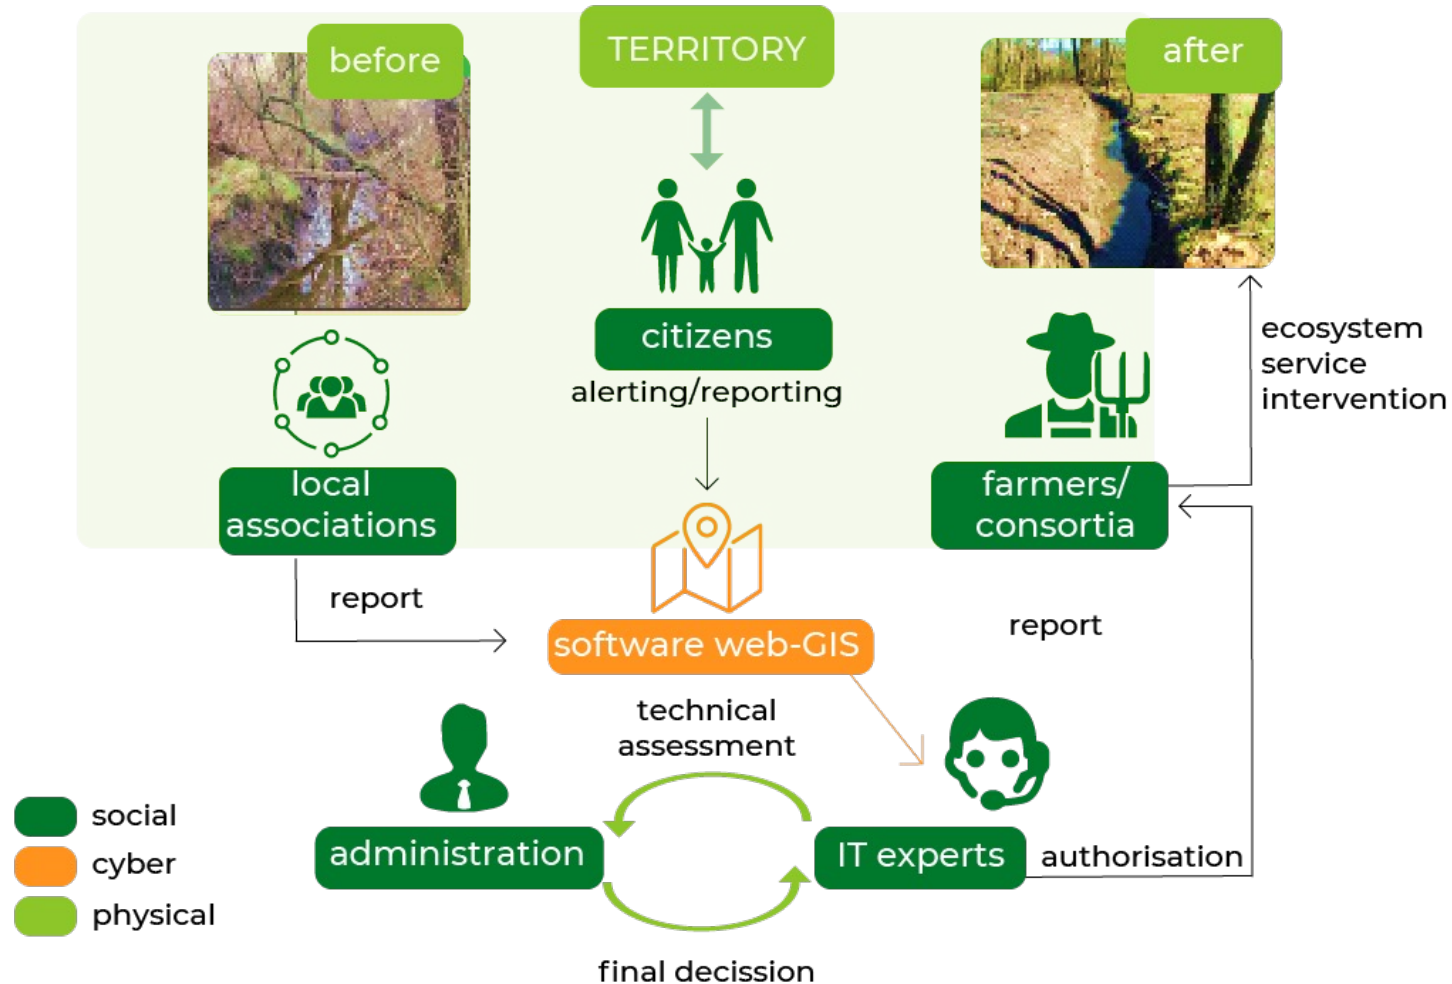 before
TERRITORY
after
citizens
alerting/reporting
ecosystem
service
intervention
local
associations
farmers/
consortia
report
report
software web-GIS
technical
assessment
social
cyber
physical
administration
IT experts
authorisation
final decission